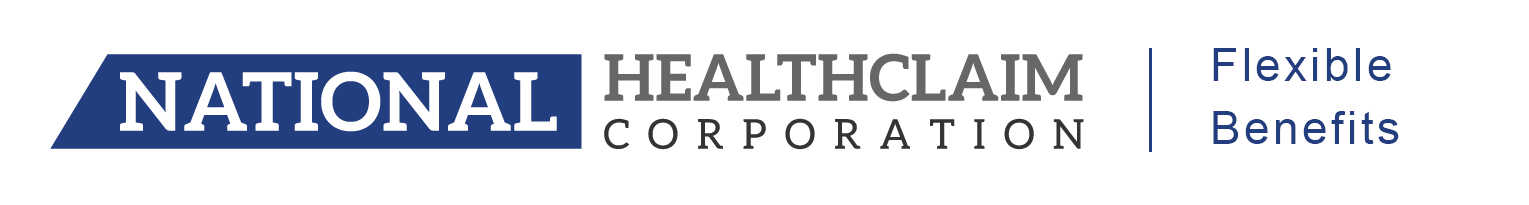 NATIONAL
HEALTHCLAIM
CORPORATION
Flexible
Benefits